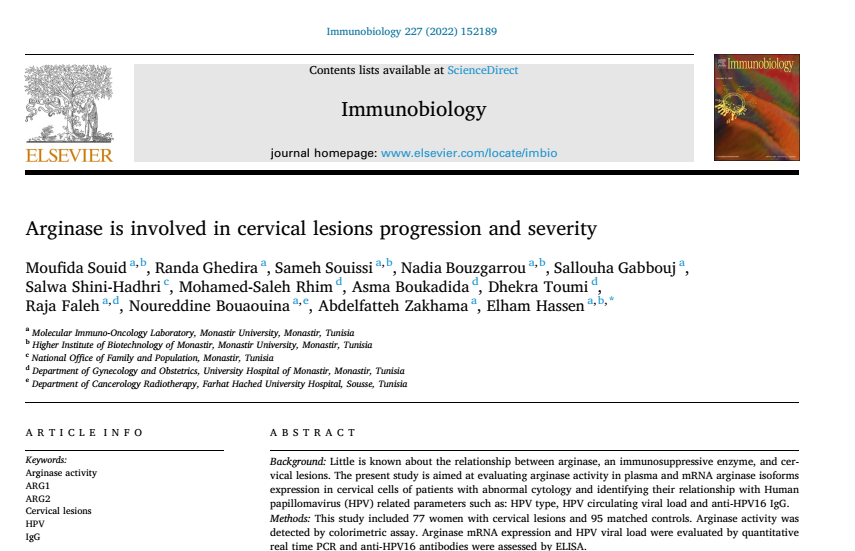 Immunobiology 227 (2022) 152189
Contents lists available at ScienceDirect
Immunobiology
journal homepage: www.elsevier.com/locate/imbio
ELSEVIER
Immunobiology
Arginase is involved in cervical lesions progression and severity
Moufida Souid a,b, Randa Ghedira a, Sameh Souissi a,b, Nadia Bouzgarrou a,b, Sallouha Gabbouj a,
Salwa Shini-Hadhri c, Mohamed-Saleh Rhim d, Asma Boukadida d, Dhekra Toumi d,
Raja Faleh a,d, Noureddine Bouaouina a,e, Abdelfatteh Zakhama a, Elham Hassen a,b,*
a Molecular Immuno-Oncology Laboratory, Monastir University, Monastir, Tunisia
b Higher Institute of Biotechnology of Monastir, Monastir University, Monastir, Tunisia
c National Office of Family and Population, Monastir, Tunisia
d Department of Gynecology and Obstetrics, University Hospital of Monastir, Monastir, Tunisia
e Department of Cancerology Radiotherapy, Farhat Hached University Hospital, Sousse, Tunisia
ARTICLE INFO
Keywords:
Arginase activity
ARG1
ARG2
Cervical lesions
HPV
IgG
ABSTRACT
Background: Little is known about the relationship between arginase, an immunosuppressive enzyme, and cer-
vical lesions. The present study is aimed at evaluating arginase activity in plasma and mRNA arginase isoforms
expression in cervical cells of patients with abnormal cytology and identifying their relationship with Human
papillomavirus (HPV) related parameters such as: HPV type, HPV circulating viral load and anti-HPV16 IgG.
Methods: This study included 77 women with cervical lesions and 95 matched controls. Arginase activity was
detected by colorimetric assay. Arginase mRNA expression and HPV viral load were evaluated by quantitative
real time PCR and anti-HPV16 antibodies were assessed by ELISA.